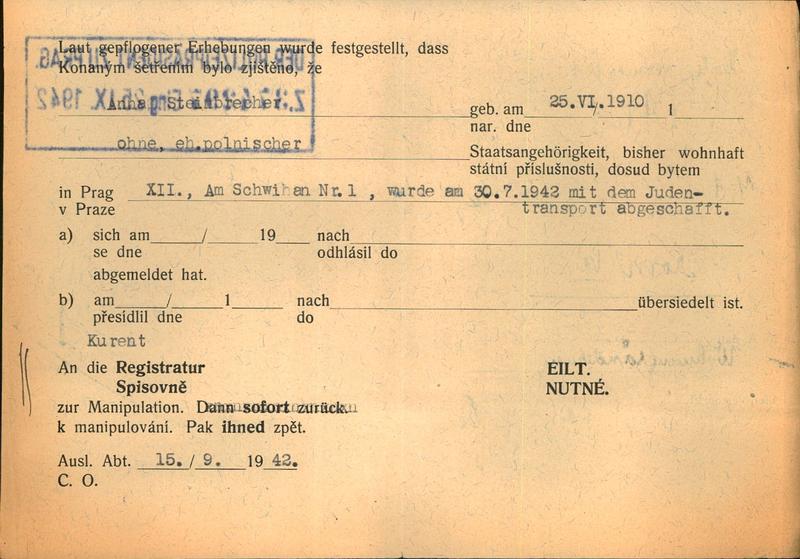 Laut gepflogener Erhebungen wurde festgestellt, dass
Konaným šetřením bylo zjištěno, že
Anna Steinbrecher
geb. am 25.VI. 1910 1
nar. dne
ohne, eh.polnischer
Staatsangehörigkeit, bisher wohnhaft
státní příslušnosti, dosud bytem
in Prag XII., Am Schwihan Nr.1 , wurde am 30.7.1942 mit dem Juden-
v Praze transport abgeschafft.
a) sich am / 19 nach
se dne odhlásil do
abgemeldet hat.
b) am / 1 nach übersiedelt ist.
přesídlil dne do
Kurent
An die Registratur EILT.
Spisovně NUTNÉ.
zur Manipulation. Dann sofort zurück.
k manipulování. Pak ihned zpět.
Ausl. Abt. 15. / 9. 19 42.
C. O.